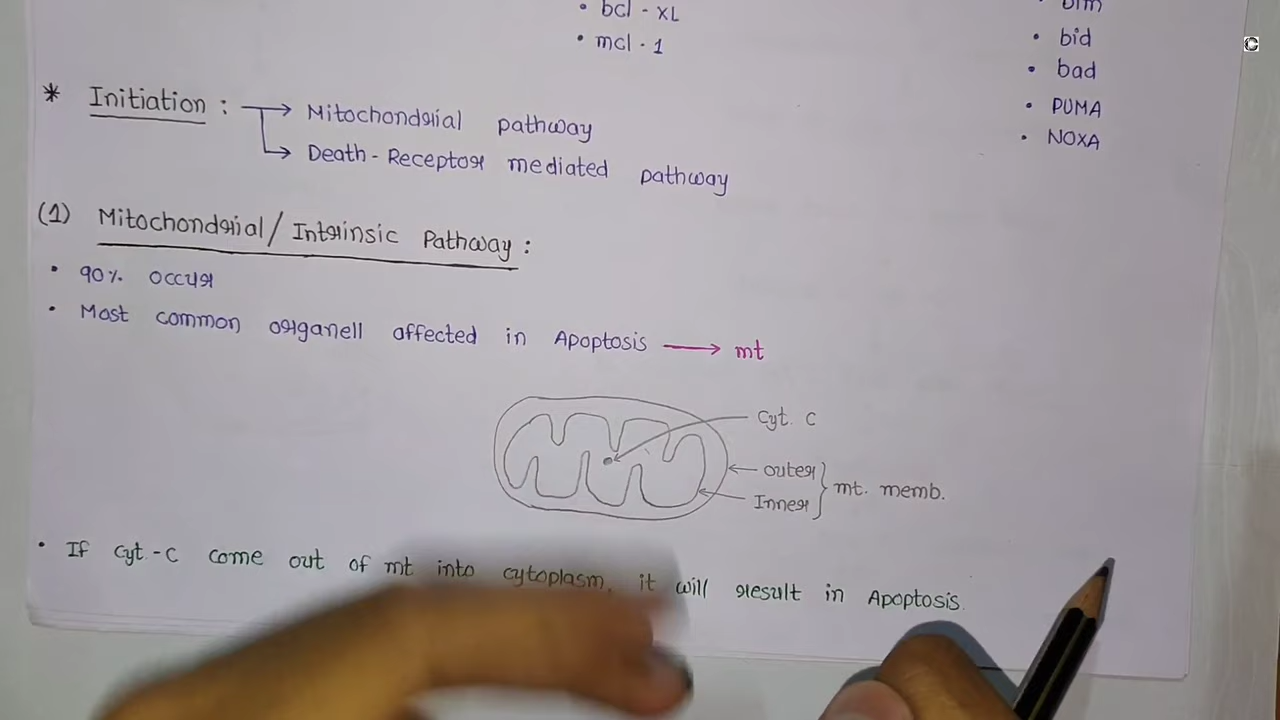 • bcl - XL
• mcl - 1
• bim
• bid
• bad
• PUMA
• NOXA
* Initiation : → Mitochondrial pathway
→ Death - Receptor mediated pathway
(1) Mitochondrial / Intrinsic Pathway :
• 90% occur
• Most common organell affected in Apoptosis → mt
Cyt. C
outer
Inner
mt. memb.
• If Cyt.-C come out of mt into cytoplasm, it will result in Apoptosis.